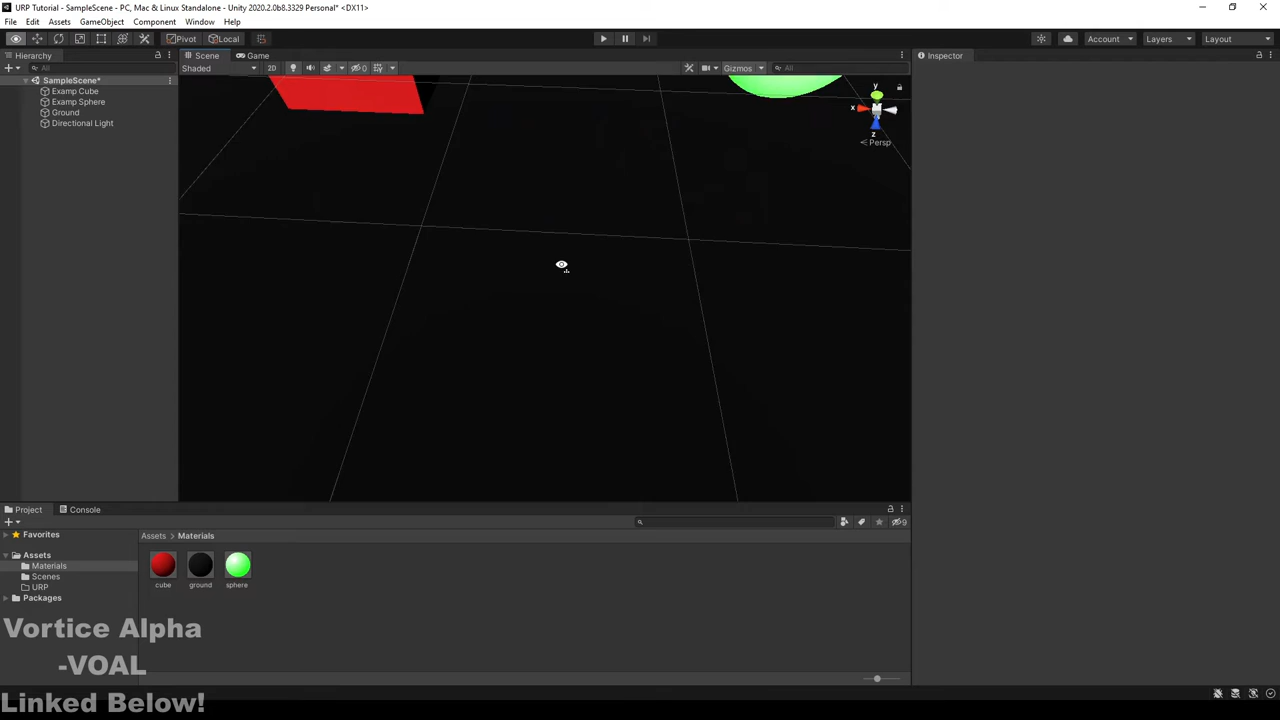 URP Tutorial - SampleScene - PC, Mac & Linux Standalone - Unity 2020.2.0b8.3329 Personal* <DX11>
File Edit Assets GameObject Component Window Help
Pivot Local Account Layers Layout
Hierarchy Scene Game Inspector
All Shaded 2D 0 Gizmos All
SampleScene*
Examp Cube
Examp Sphere
Ground
Directional Light
y
x
z
Persp
Project Console
9
Favorites
Assets
Materials
Scenes
URP
Packages
Assets > Materials
cube ground sphere
Vortice Alpha
-VOAL
Linked Below!